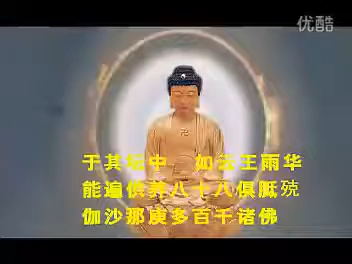 优酷
于其坛中　如云王雨华
能遍供养八十八俱胝殑
伽沙那庾多百千诸佛